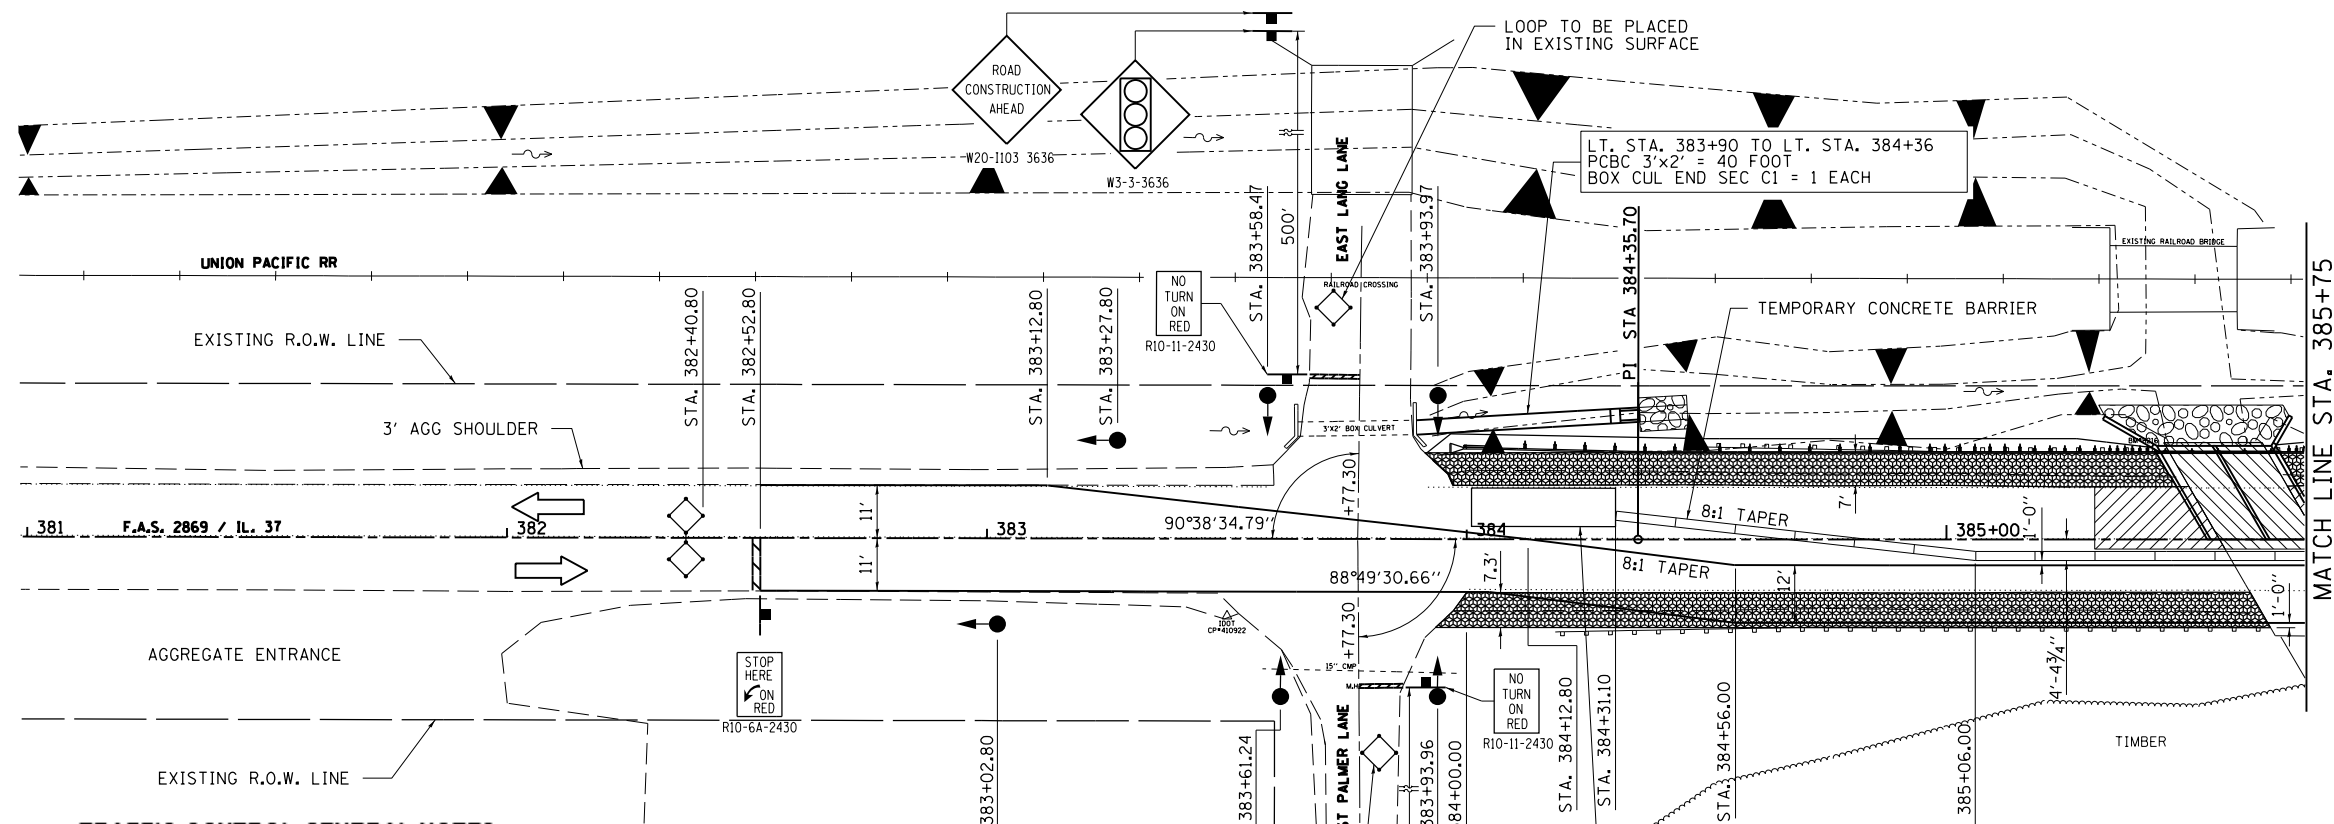 LOOP TO BE PLACED
IN EXISTING SURFACE
ROAD
CONSTRUCTION
AHEAD
W20-I103 3636
W3-3-3636
LT. STA. 383+90 TO LT. STA. 384+36
PCBC 3'x2' = 40 FOOT
BOX CUL END SEC C1 = 1 EACH
STA. 383+58.47
500'
EAST LANG LANE
STA. 383+93.97
PI STA 384+35.70
EXISTING RAILROAD BRIDGE
UNION PACIFIC RR
RAILROAD CROSSING
NO
TURN
ON
RED
R10-11-2430
TEMPORARY CONCRETE BARRIER
MATCH LINE STA. 385+75
EXISTING R.O.W. LINE
STA. 382+40.80
STA. 382+52.80
STA. 383+12.80
STA. 383+27.80
3' AGG SHOULDER
3'X2' BOX CULVERT
+77.30
11'
90°38'34.79''
8:1 TAPER
7'
1'-0''
381
F.A.S. 2869 / IL. 37
382
383
384
385+00
11'
88°49'30.66''
7.3'
8:1 TAPER
12'
1'-0''
IDOT
CP#410922
+77.30
AGGREGATE ENTRANCE
STOP
HERE
ON
RED
R10-6A-2430
15'' CMP
M.H.
NO
TURN
ON
RED
R10-11-2430
4'-4¾''
EXISTING R.O.W. LINE
383+02.80
383+61.24
ST PALMER LANE
383+93.96
84+00.00
STA. 384+12.80
STA. 384+31.10
STA. 384+56.00
385+06.00
TIMBER
TRAFFIC CONTROL GENERAL NOTES